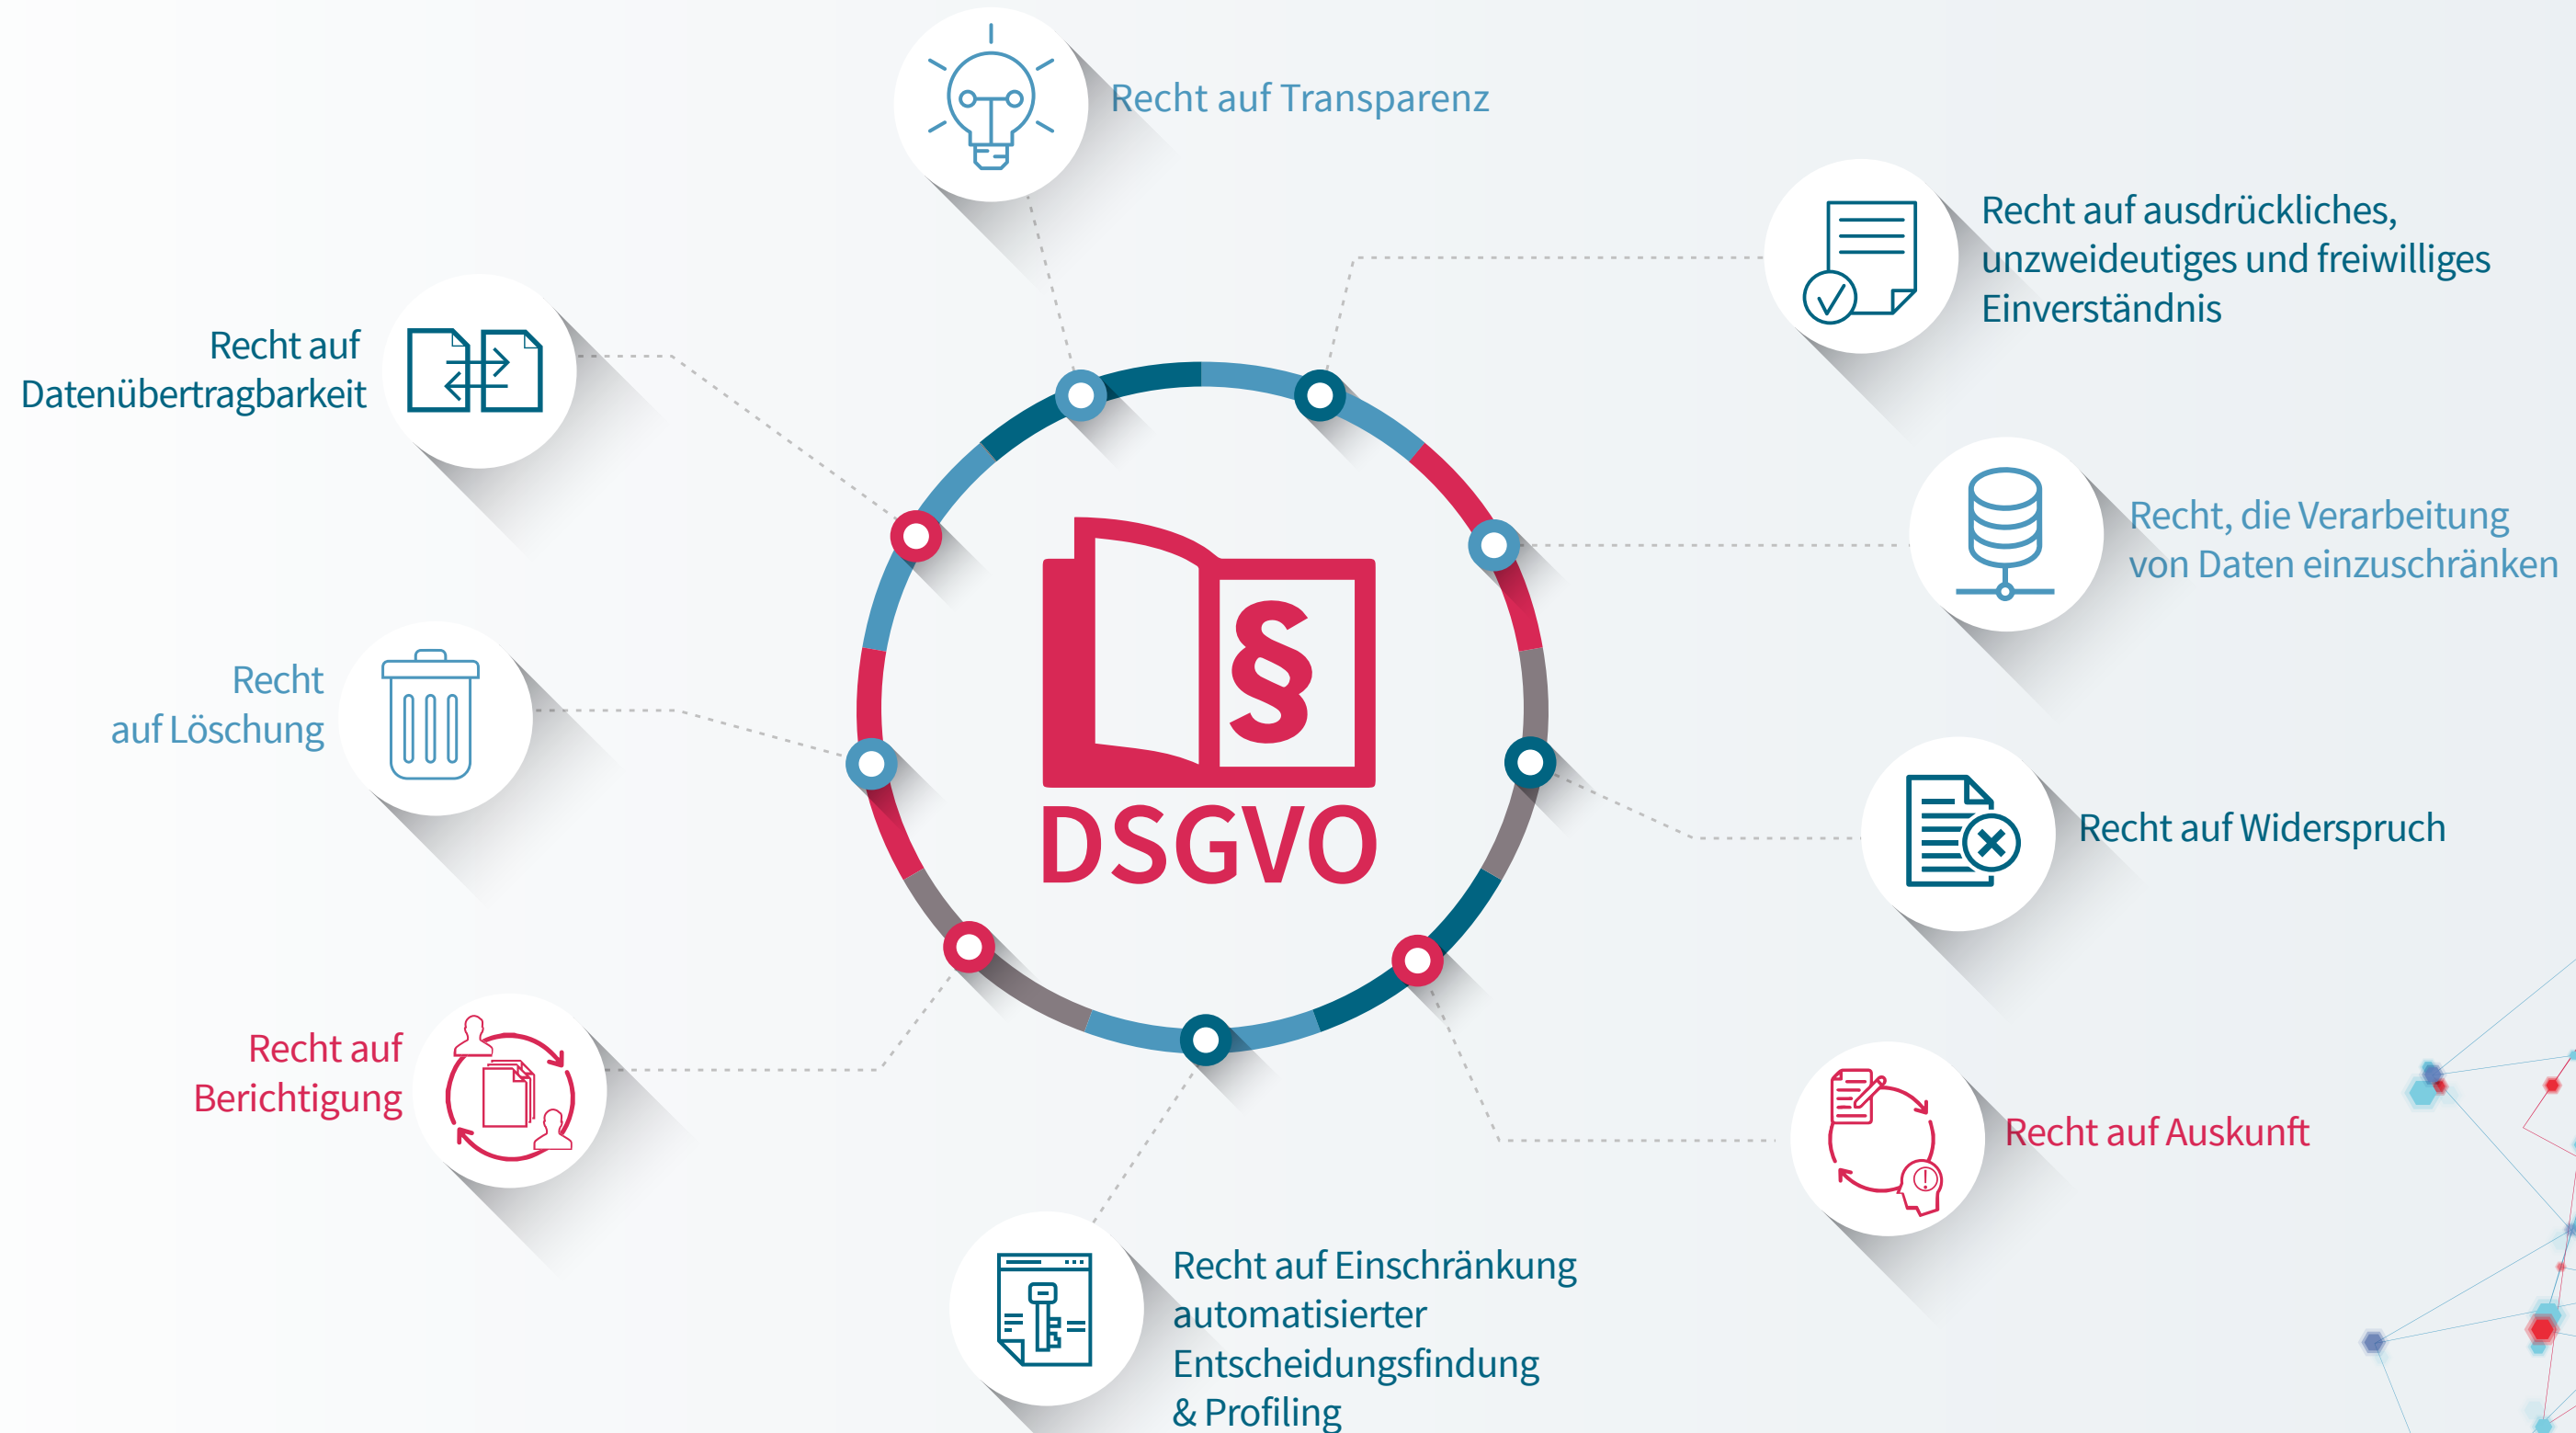 Recht auf Transparenz
Recht auf ausdrückliches,
unzweideutiges und freiwilliges
Einverständnis
Recht auf
Datenübertragbarkeit
Recht, die Verarbeitung
von Daten einzuschränken
Recht
auf Löschung
§
DSGVO
Recht auf Widerspruch
Recht auf
Berichtigung
Recht auf Auskunft
Recht auf Einschränkung
automatisierter
Entscheidungsfindung
& Profiling